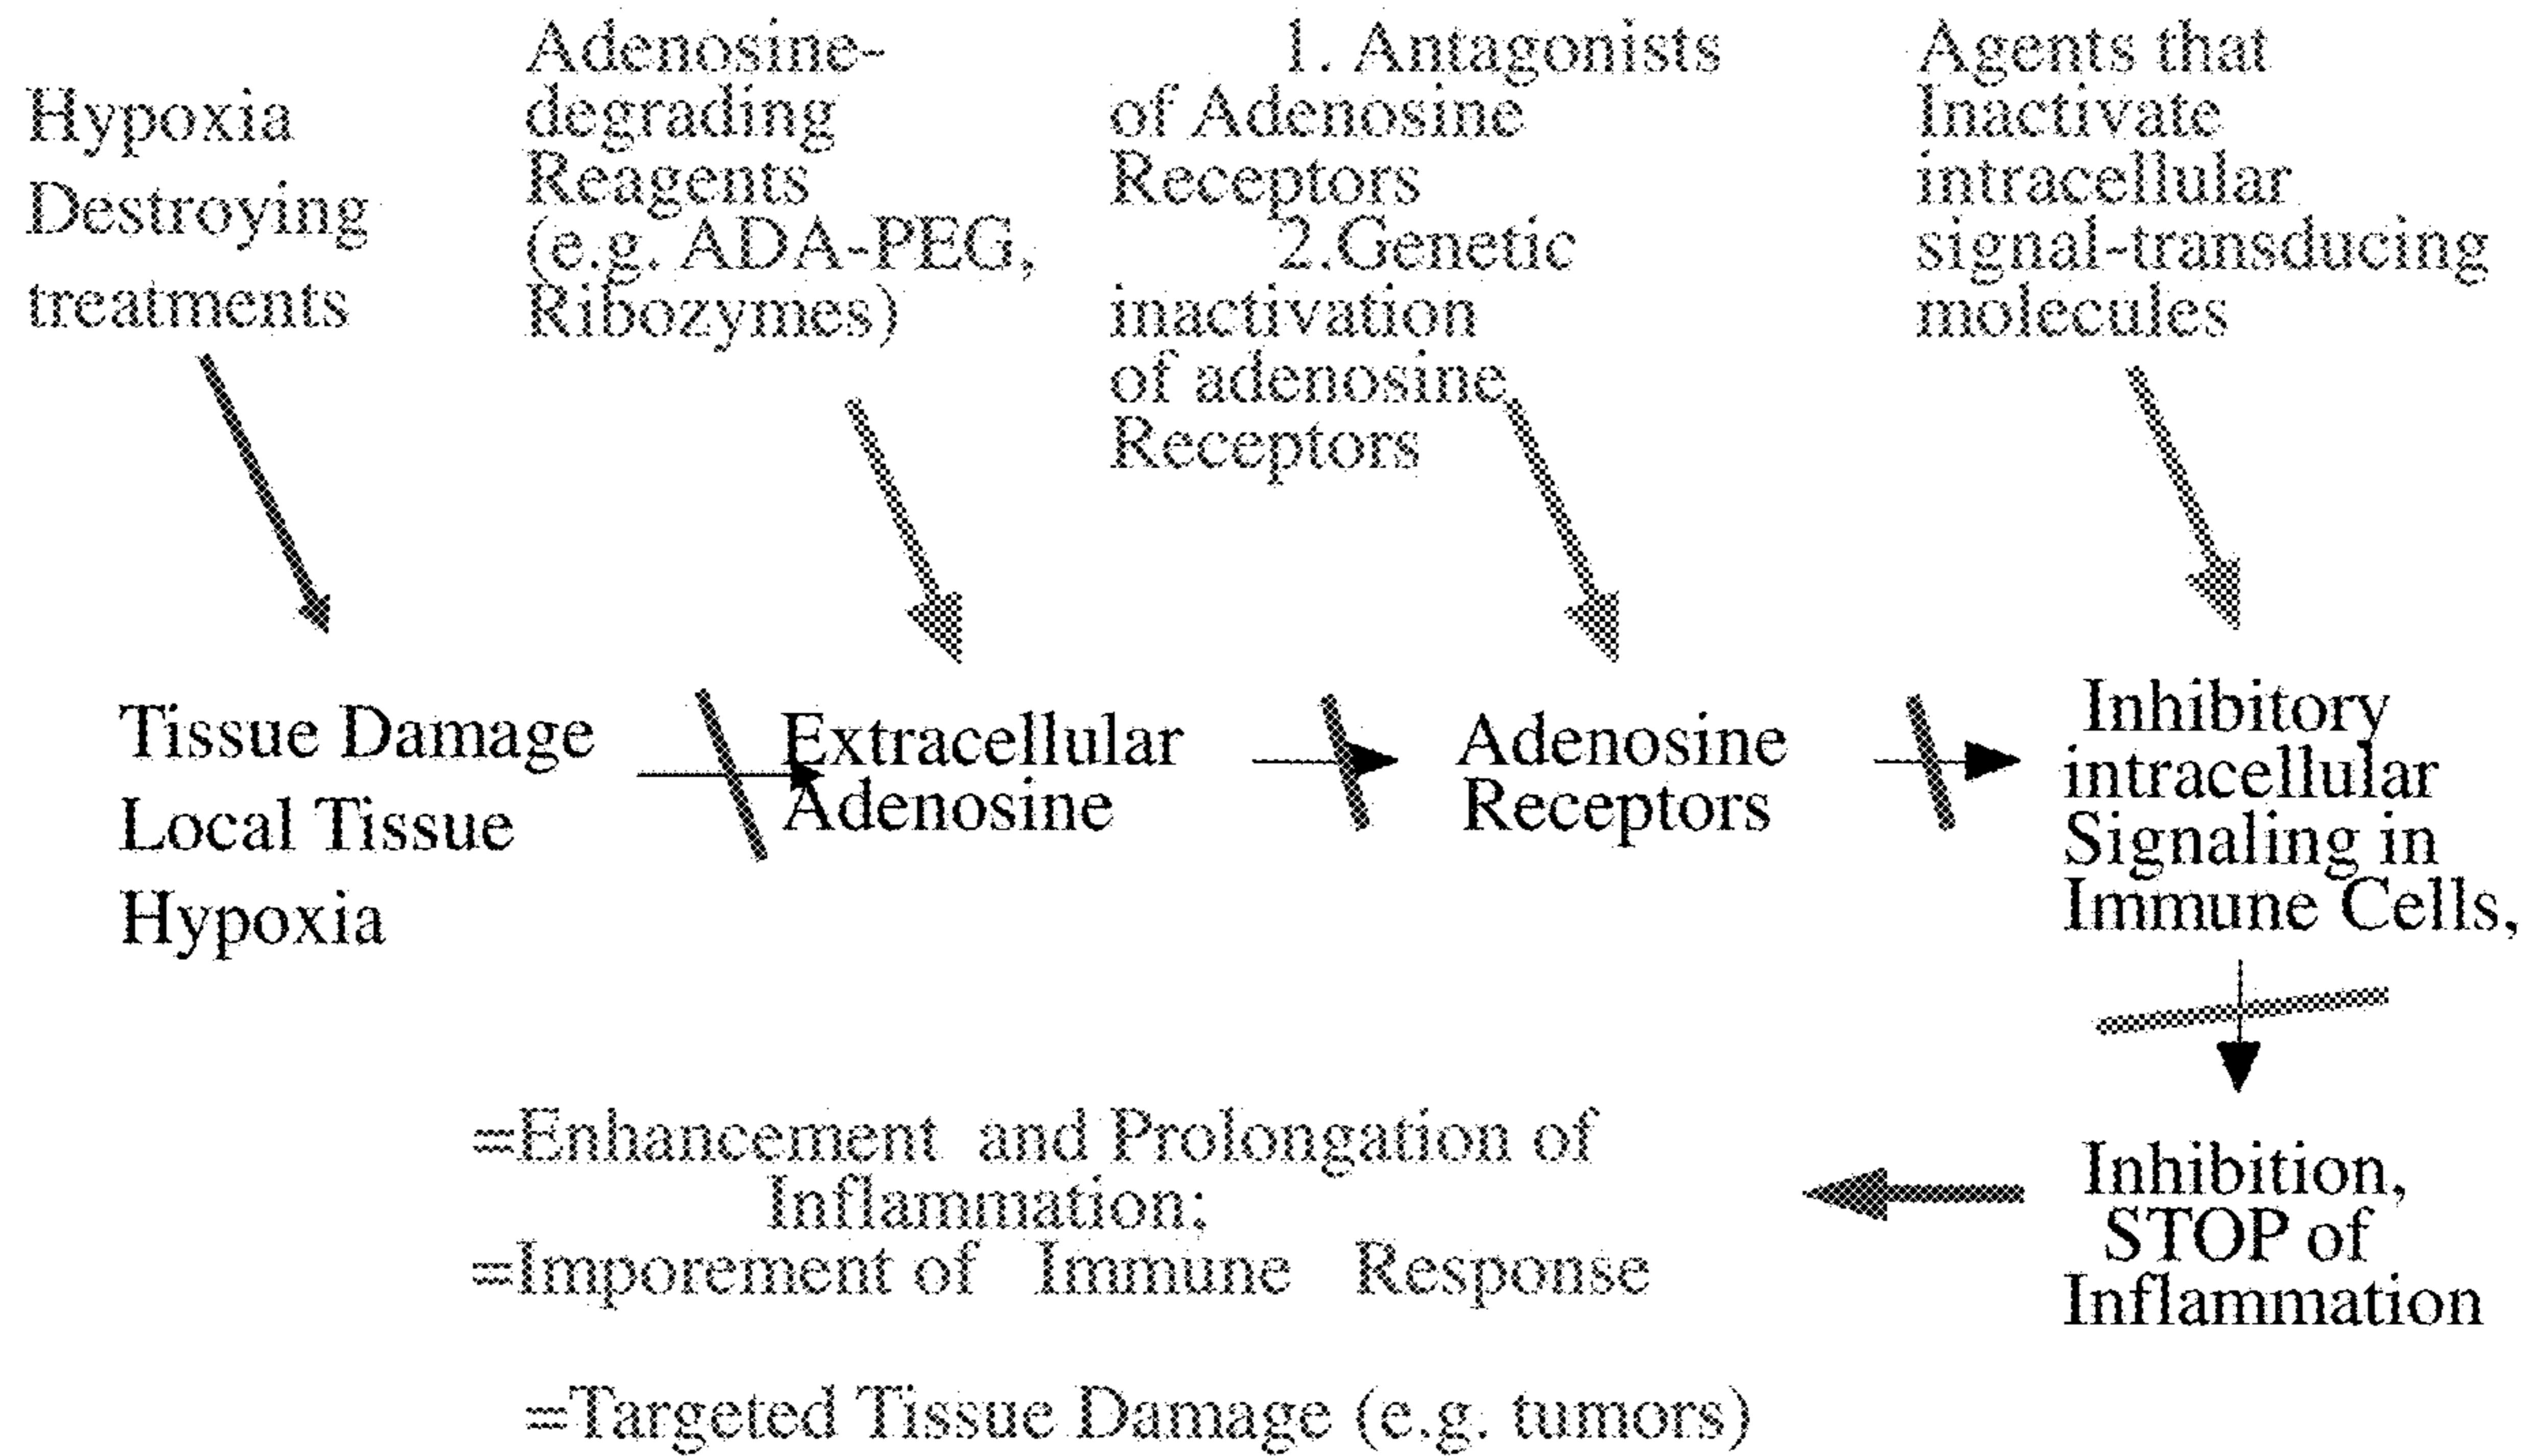 Hypoxia
Destroying
treatments
Adenosine-
degrading
Reagents
(e.g. ADA-PEG,
Ribozymes)
1. Antagonists
of Adenosine
Receptors
2.Genetic
inactivation
of adenosine
Receptors
Agents that
Inactivate
intracellular
signal-transducing
molecules
Tissue Damage
Local Tissue
Hypoxia
Extracellular
Adenosine
Adenosine
Receptors
Inhibitory
intracellular
Signaling in
Immune Cells,
=Enhancement and Prolongation of
Inflammation;
=Imporement of Immune Response
=Targeted Tissue Damage (e.g. tumors)
Inhibition,
STOP of
Inflammation